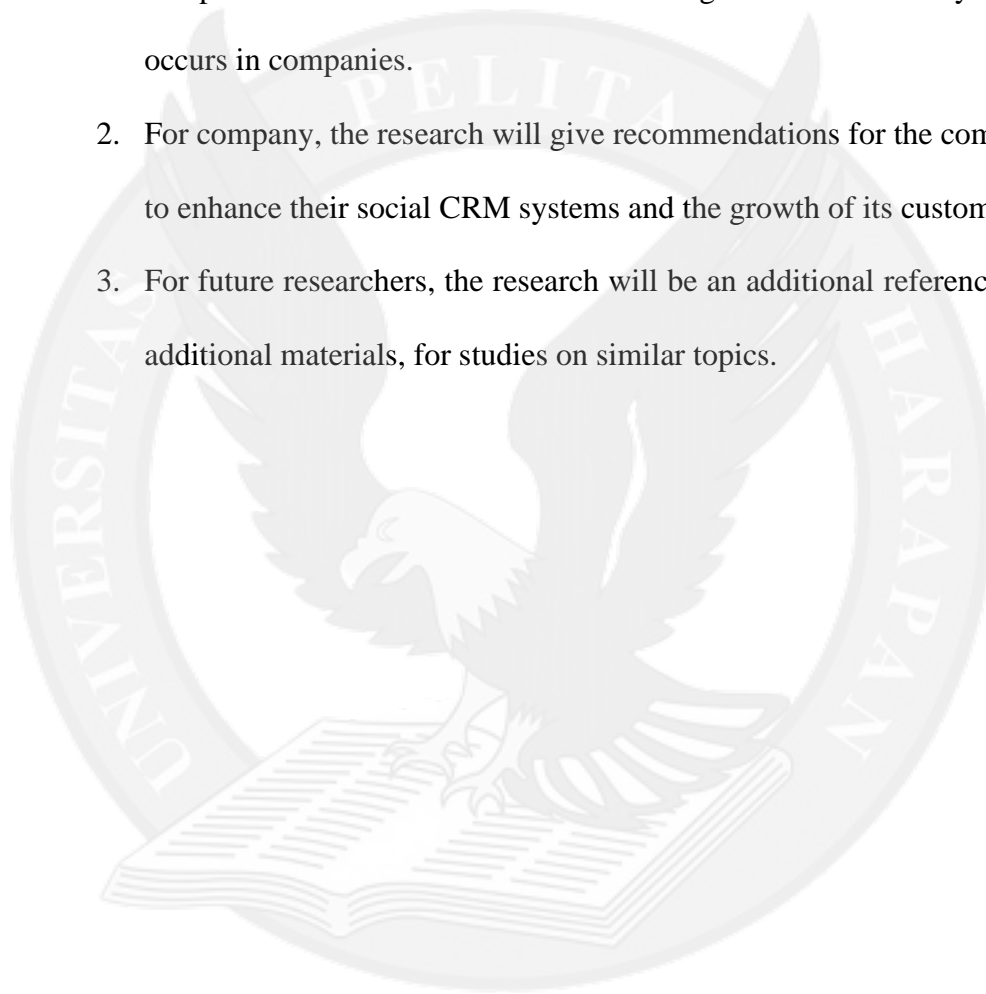 occurs in companies.
2. For company, the research will give recommendations for the com
to enhance their social CRM systems and the growth of its custom
3. For future researchers, the research will be an additional referenc
additional materials, for studies on similar topics.
UNIVERSITAS PELITA HARAPAN